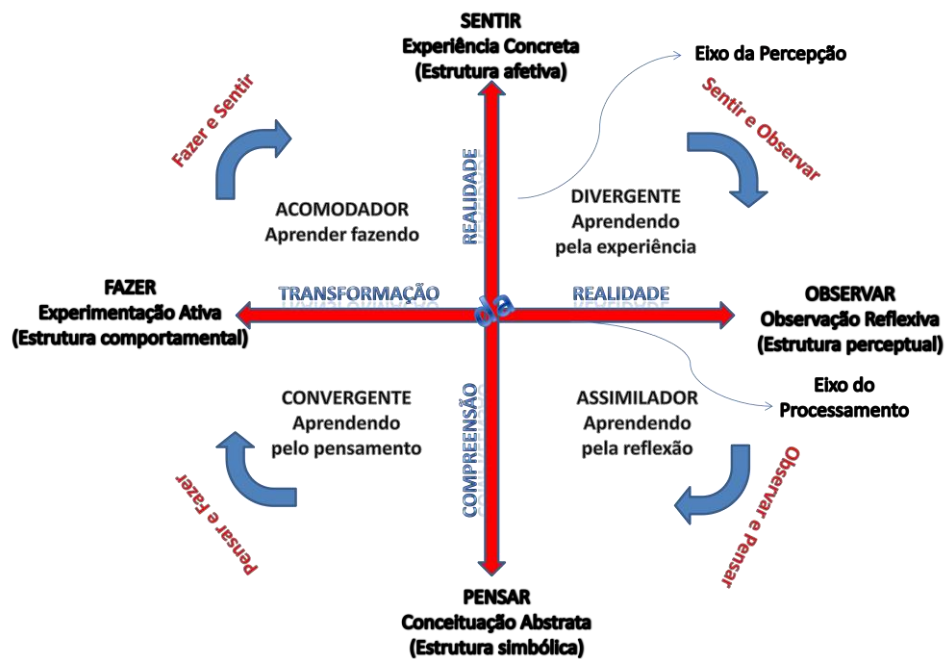 SENTIR
Experiência Concreta
(Estrutura afetiva)
Eixo da Percepção
Fazer e Sentir
Sentir e Observar
REALIDADE
ACOMODADOR
Aprender fazendo
DIVERGENTE
Aprendendo
pela experiência
FAZER
Experimentação Ativa
(Estrutura comportamental)
TRANSFORMAÇÃO
da
REALIDADE
OBSERVAR
Observação Reflexiva
(Estrutura perceptual)
Eixo do
Processamento
CONVERGENTE
Aprendendo
pelo pensamento
COMPREENSÃO
ASSIMILADOR
Aprendendo
pela reflexão
Pensar e Fazer
Observar e Pensar
PENSAR
Conceituação Abstrata
(Estrutura simbólica)